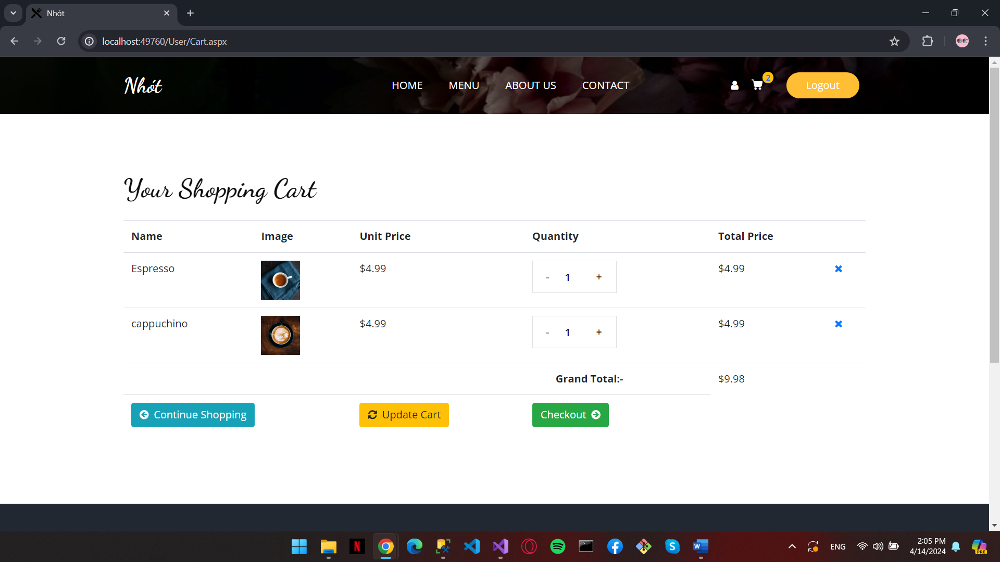 Nhót
localhost:49760/User/Cart.aspx
Nhót
HOME MENU ABOUT US CONTACT 2 Logout
Your Shopping Cart
Name Image Unit Price Quantity Total Price
Espresso $4.99 - 1 + $4.99
cappuchino $4.99 - 1 + $4.99
Grand Total:- $9.98
Continue Shopping Update Cart Checkout
ENG
2:05 PM
4/14/2024
PRE